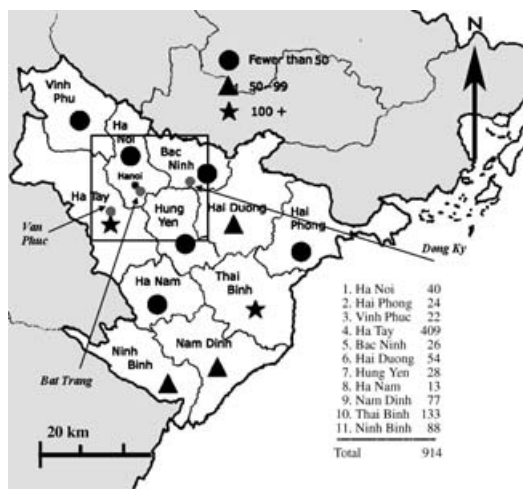 N
Fewer than 50
50-99
100 +
Vinh
Phu
Ha
Noi
Bac
Ninh
Hanoi
Ha Tay
Van
Phuc
Hung
Yen
Hai Duong
Hai
Phong
Dong Ky
Ha Nam
Thai
Binh
Ninh
Binh
Nam Dinh
Bat Trang
20 km
1. Ha Noi 40
2. Hai Phong 24
3. Vinh Phuc 22
4. Ha Tay 409
5. Bac Ninh 26
6. Hai Duong 54
7. Hung Yen 28
8. Ha Nam 13
9. Nam Dinh 77
10. Thai Binh 133
11. Ninh Binh 88
Total 914